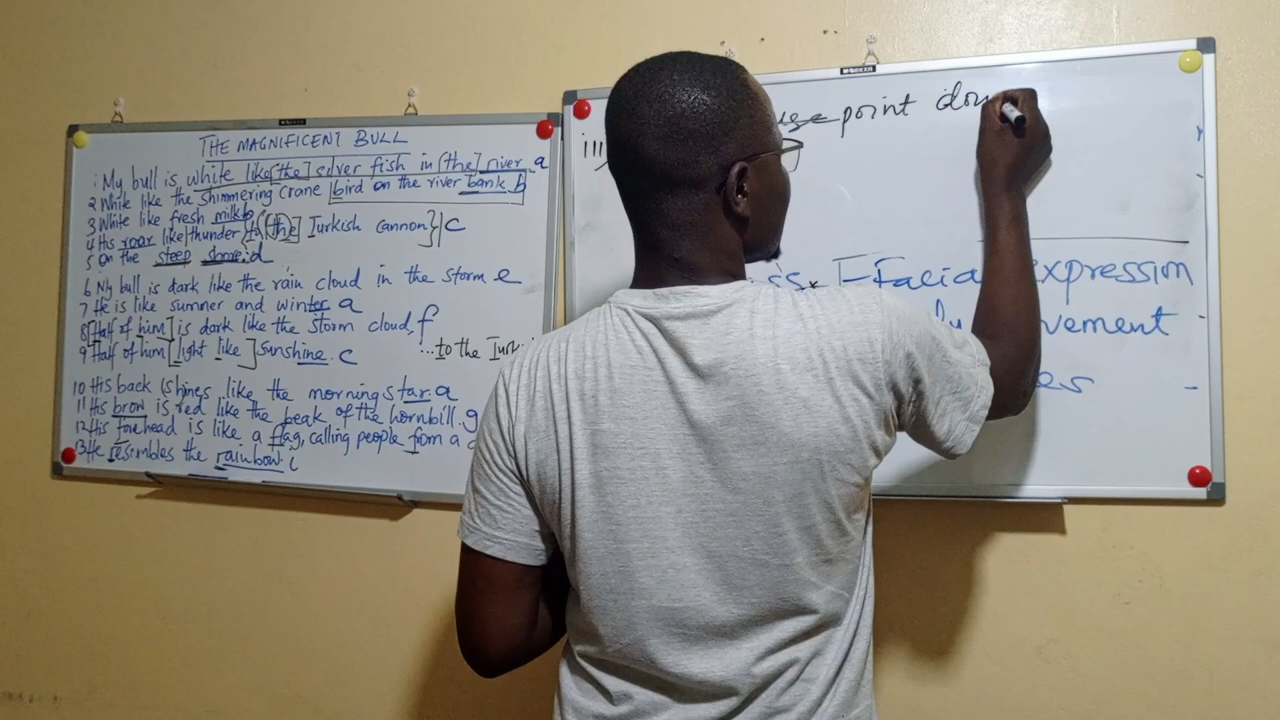 THE MAGNIFICENT BULL
1 My bull is white like [the] silver fish in [the] river a
2 White like the shimmering crane bird on the river bank b
3 White like fresh milk b
4 His roar like thunder to (the) Turkish cannon} c
5 On the steep shore. d
6 My bull is dark like the rain cloud in the storm e
7 He is like summer and winter a
8 [Half of him] is dark like the storm cloud, f
9 Half of him [light like] sunshine. c
...to the Turki
10 His back shines like the morning star. a
11 His brow is red like the beak of the hornbill. g
12 His forehead is like a flag, calling people from a d
13 He resembles the rainbow. i
iii
use point dow
Facial expression
vement
es